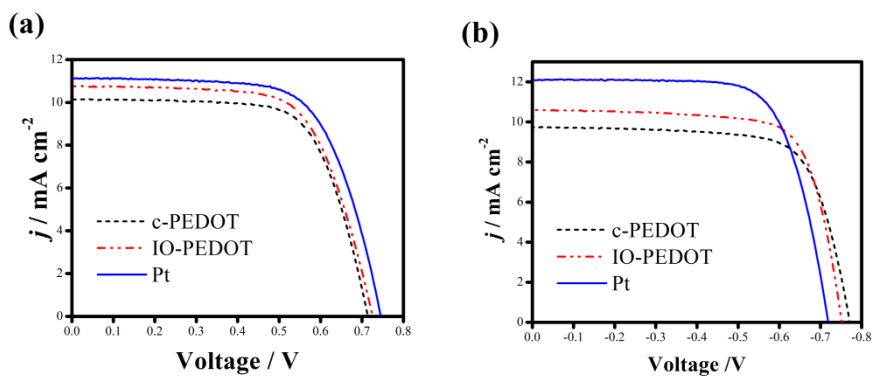 (a)
12
10
8
6
4
2
0
j / mA cm-2
c-PEDOT
IO-PEDOT
Pt
0.0 0.1 0.2 0.3 0.4 0.5 0.6 0.7 0.8
Voltage / V
(b)
12
10
8
6
4
2
0
j / mA cm-2
c-PEDOT
IO-PEDOT
Pt
0.0 -0.1 -0.2 -0.3 -0.4 -0.5 -0.6 -0.7 -0.8
Voltage /V